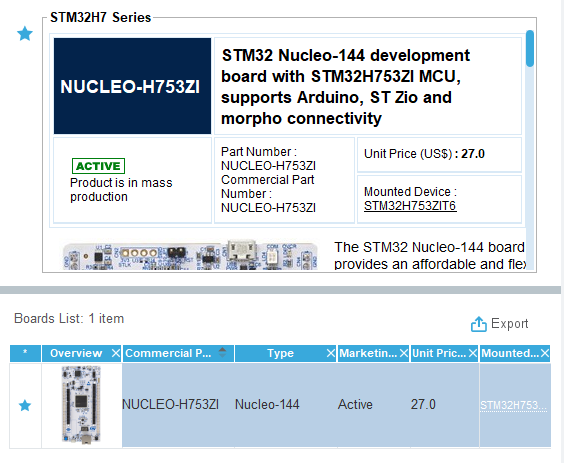 STM32H7 Series
NUCLEO-H753ZI
STM32 Nucleo-144 development
board with STM32H753ZI MCU,
supports Arduino, ST Zio and
morpho connectivity
ACTIVE
Product is in mass
production
Part Number :
NUCLEO-H753ZI
Commercial Part
Number :
NUCLEO-H753ZI
Unit Price (US$) : 27.0
Mounted Device :
STM32H753ZIT6
The STM32 Nucleo-144 board
provides an affordable and flex
Boards List: 1 item
Export
* Overview Commercial P... Type Marketin... Unit Pric... Mounted...
NUCLEO-H753ZI Nucleo-144 Active 27.0 STM32H753...